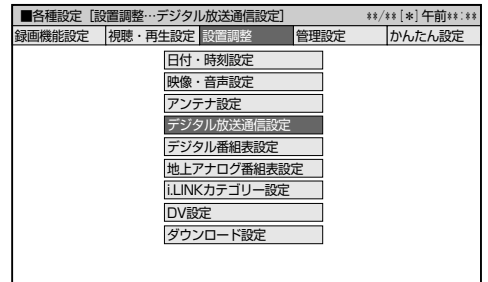 ■各種設定［設置調整…デジタル放送通信設定］ **/**[*]午前**:**
録画機能設定 視聴・再生設定 設置調整 管理設定 かんたん設定
日付・時刻設定
映像・音声設定
アンテナ設定
デジタル放送通信設定
デジタル番組表設定
地上アナログ番組表設定
i.LINKカテゴリー設定
DV設定
ダウンロード設定